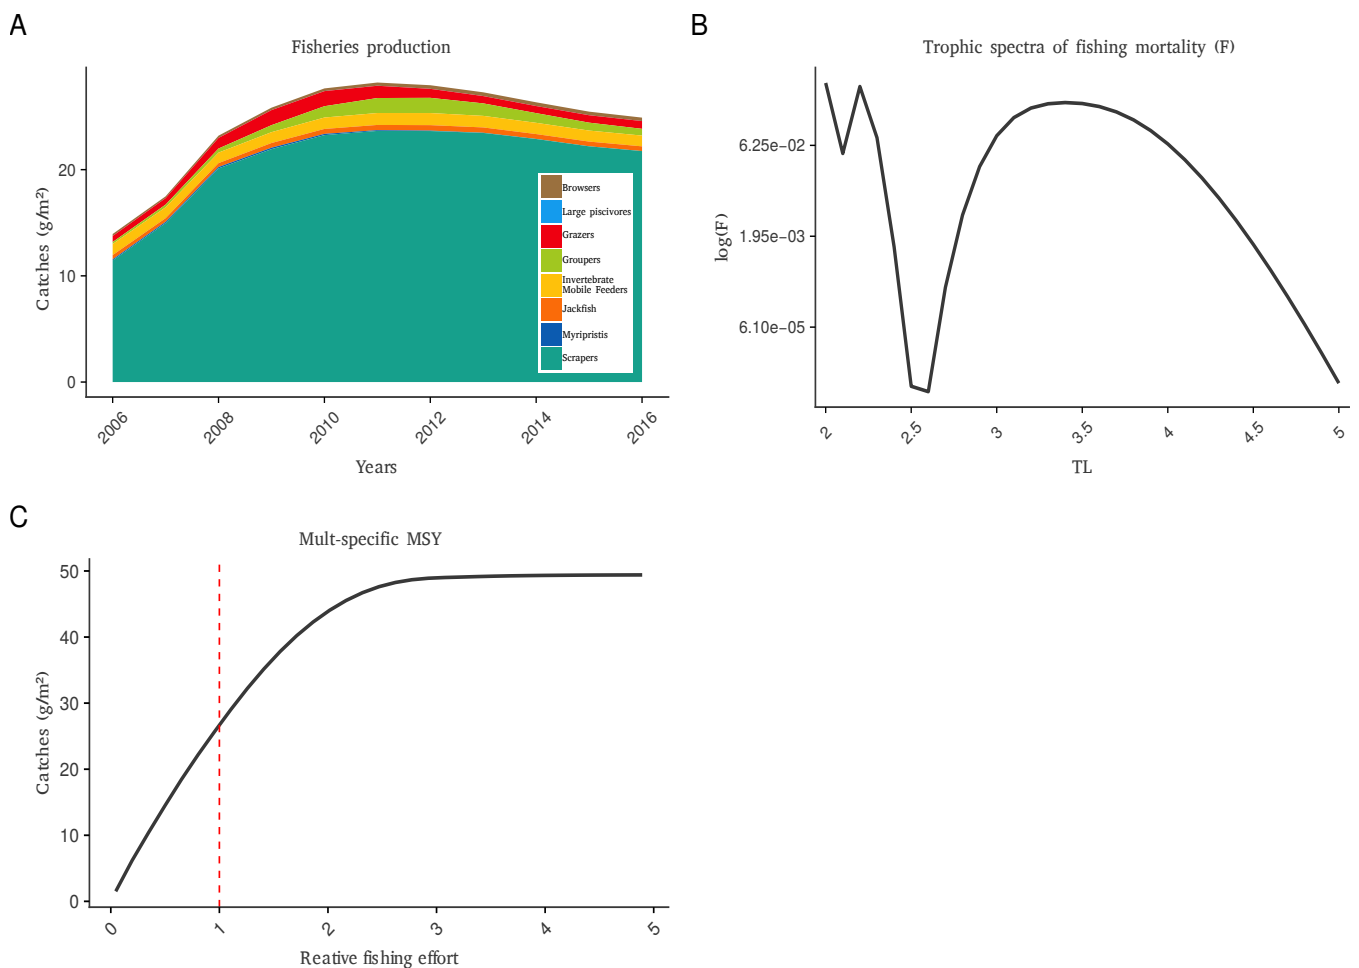 A
Fisheries production
Catches (g/m²)
20
10
0
Browsers
Large piscivores
Grazers
Groupers
Invertebrate
Mobile Feeders
Jackfish
Myripristis
Scrapers
2006
2008
2010
2012
2014
2016
Years
B
Trophic spectra of fishing mortality (F)
log(F)
6.25e−02
1.95e−03
6.10e−05
2
2.5
3
3.5
4
4.5
5
TL
C
Mult-specific MSY
Catches (g/m²)
50
40
30
20
10
0
0
1
2
3
4
5
Reative fishing effort